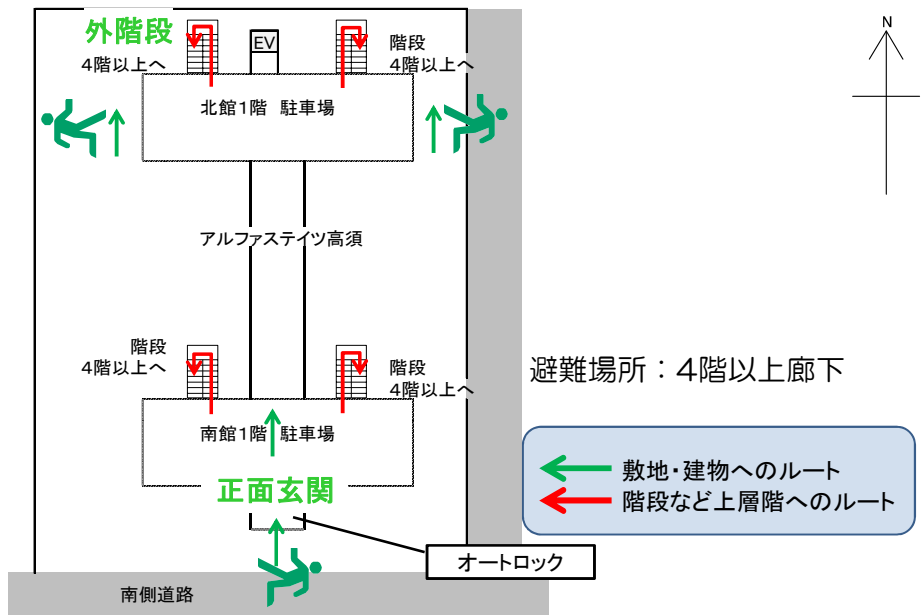 外階段
4階以上へ
EV
階段
4階以上へ
N
北館1階 駐車場
アルファステイツ高須
階段
4階以上へ
階段
4階以上へ
避難場所：4階以上廊下
南館1階 駐車場
正面玄関
敷地・建物へのルート
階段など上層階へのルート
オートロック
南側道路